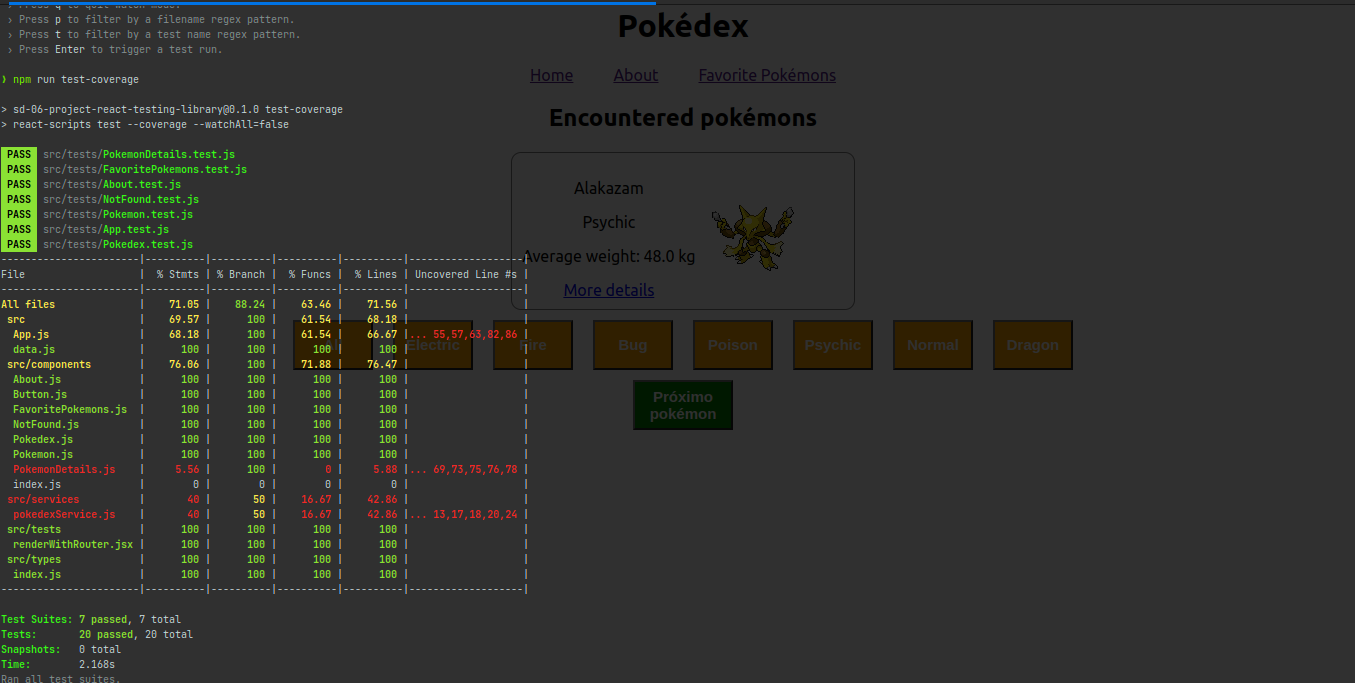 › Press q to quit watch mode.
› Press p to filter by a filename regex pattern.
› Press t to filter by a test name regex pattern.
› Press Enter to trigger a test run.
❯ npm run test-coverage
> sd-06-project-react-testing-library@0.1.0 test-coverage
> react-scripts test --coverage --watchAll=false
PASS src/tests/PokemonDetails.test.js
PASS src/tests/FavoritePokemons.test.js
PASS src/tests/About.test.js
PASS src/tests/NotFound.test.js
PASS src/tests/Pokemon.test.js
PASS src/tests/App.test.js
PASS src/tests/Pokedex.test.js
-----------------------|----------|----------|----------|----------|-------------------|
File | % Stmts | % Branch | % Funcs | % Lines | Uncovered Line #s |
-----------------------|----------|----------|----------|----------|-------------------|
All files | 71.05 | 88.24 | 63.46 | 71.56 | |
src | 69.57 | 100 | 61.54 | 68.18 | |
App.js | 68.18 | 100 | 61.54 | 66.67 |... 55,57,63,82,86 |
data.js | 100 | 100 | 100 | 100 | |
src/components | 76.06 | 100 | 71.88 | 76.47 | |
About.js | 100 | 100 | 100 | 100 | |
Button.js | 100 | 100 | 100 | 100 | |
FavoritePokemons.js | 100 | 100 | 100 | 100 | |
NotFound.js | 100 | 100 | 100 | 100 | |
Pokedex.js | 100 | 100 | 100 | 100 | |
Pokemon.js | 100 | 100 | 100 | 100 | |
PokemonDetails.js | 5.56 | 100 | 0 | 5.88 |... 69,73,75,76,78 |
index.js | 0 | 0 | 0 | 0 | |
src/services | 40 | 50 | 16.67 | 42.86 | |
pokedexService.js | 40 | 50 | 16.67 | 42.86 |... 13,17,18,20,24 |
src/tests | 100 | 100 | 100 | 100 | |
renderWithRouter.jsx | 100 | 100 | 100 | 100 | |
src/types | 100 | 100 | 100 | 100 | |
index.js | 100 | 100 | 100 | 100 | |
-----------------------|----------|----------|----------|----------|-------------------|
Test Suites: 7 passed, 7 total
Tests: 20 passed, 20 total
Snapshots: 0 total
Time: 2.168s
Ran all test suites.
Pokédex
Home About Favorite Pokémons
Encountered pokémons
Alakazam
Psychic
Average weight: 48.0 kg
More details
Electric Fire Bug Poison Psychic Normal Dragon
Próximo
pokémon